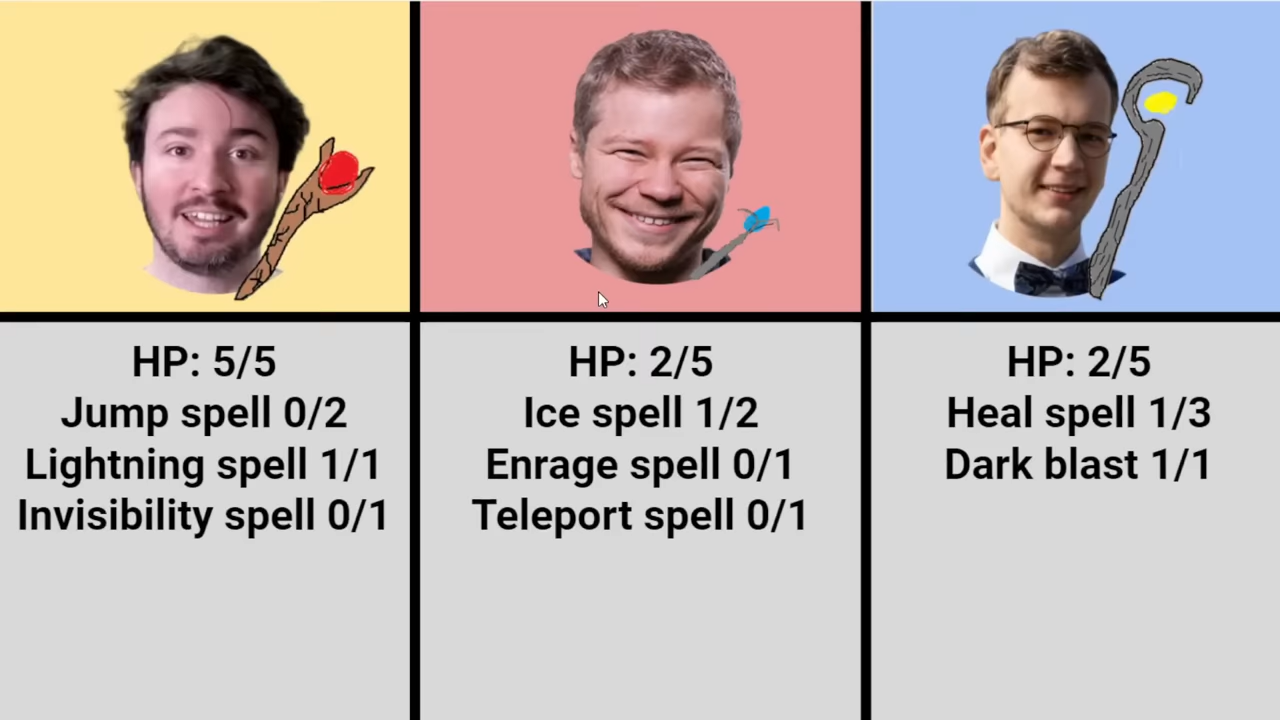 HP: 5/5
Jump spell 0/2
Lightning spell 1/1
Invisibility spell 0/1
HP: 2/5
Ice spell 1/2
Enrage spell 0/1
Teleport spell 0/1
HP: 2/5
Heal spell 1/3
Dark blast 1/1